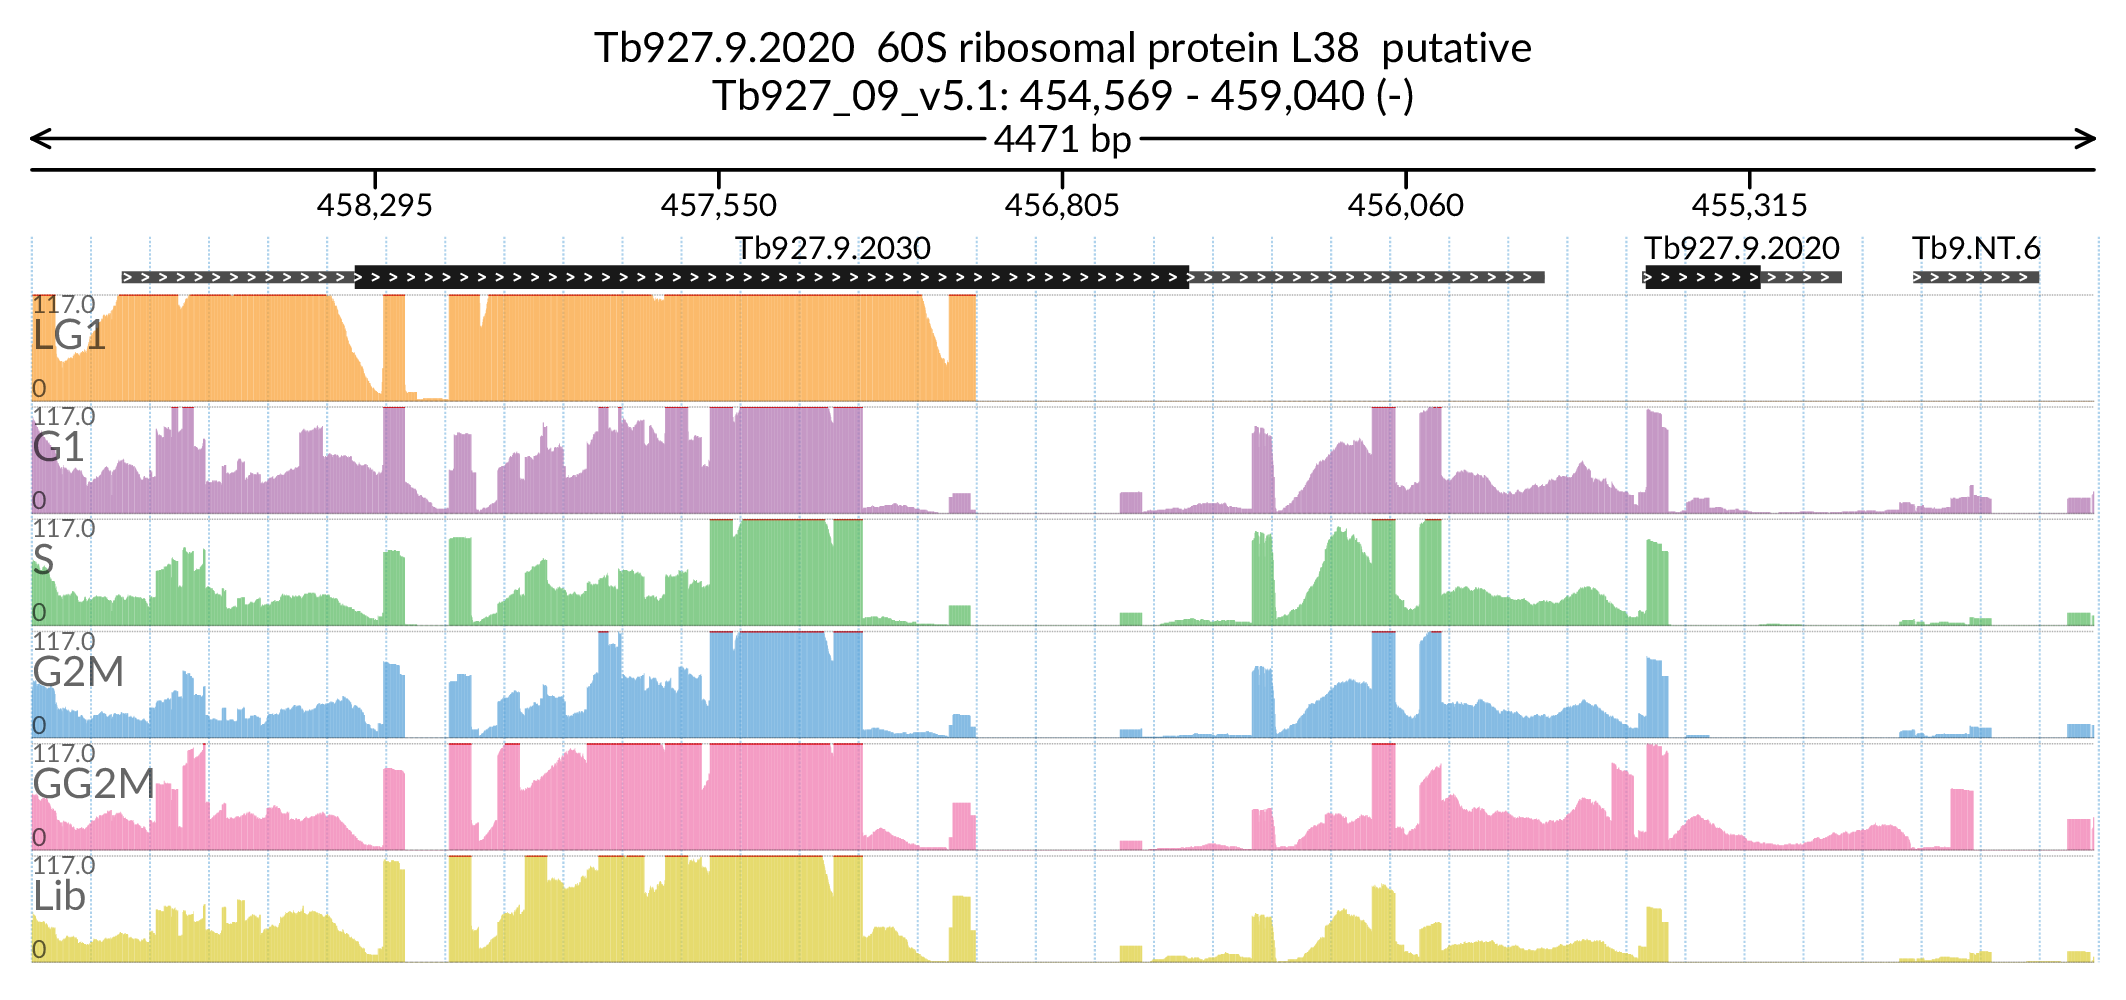 Tb927.9.2020 60S ribosomal protein L38 putative
Tb927_09_v5.1: 454,569 - 459,040 (-)
4471 bp
458,295 457,550 456,805 456,060 455,315
Tb927.9.2030 Tb927.9.2020 Tb9.NT.6
117.0
LG1
0
117.0
G1
0
117.0
S
0
117.0
G2M
0
117.0
GG2M
0
117.0
Lib
0